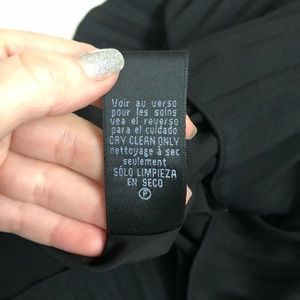 Voir au verso
pour les soins
vea el reverso
para el cuidado
DRY CLEAN ONLY
nettoyage à sec
seulement
SÓLO LIMPIEZA
EN SECO
P